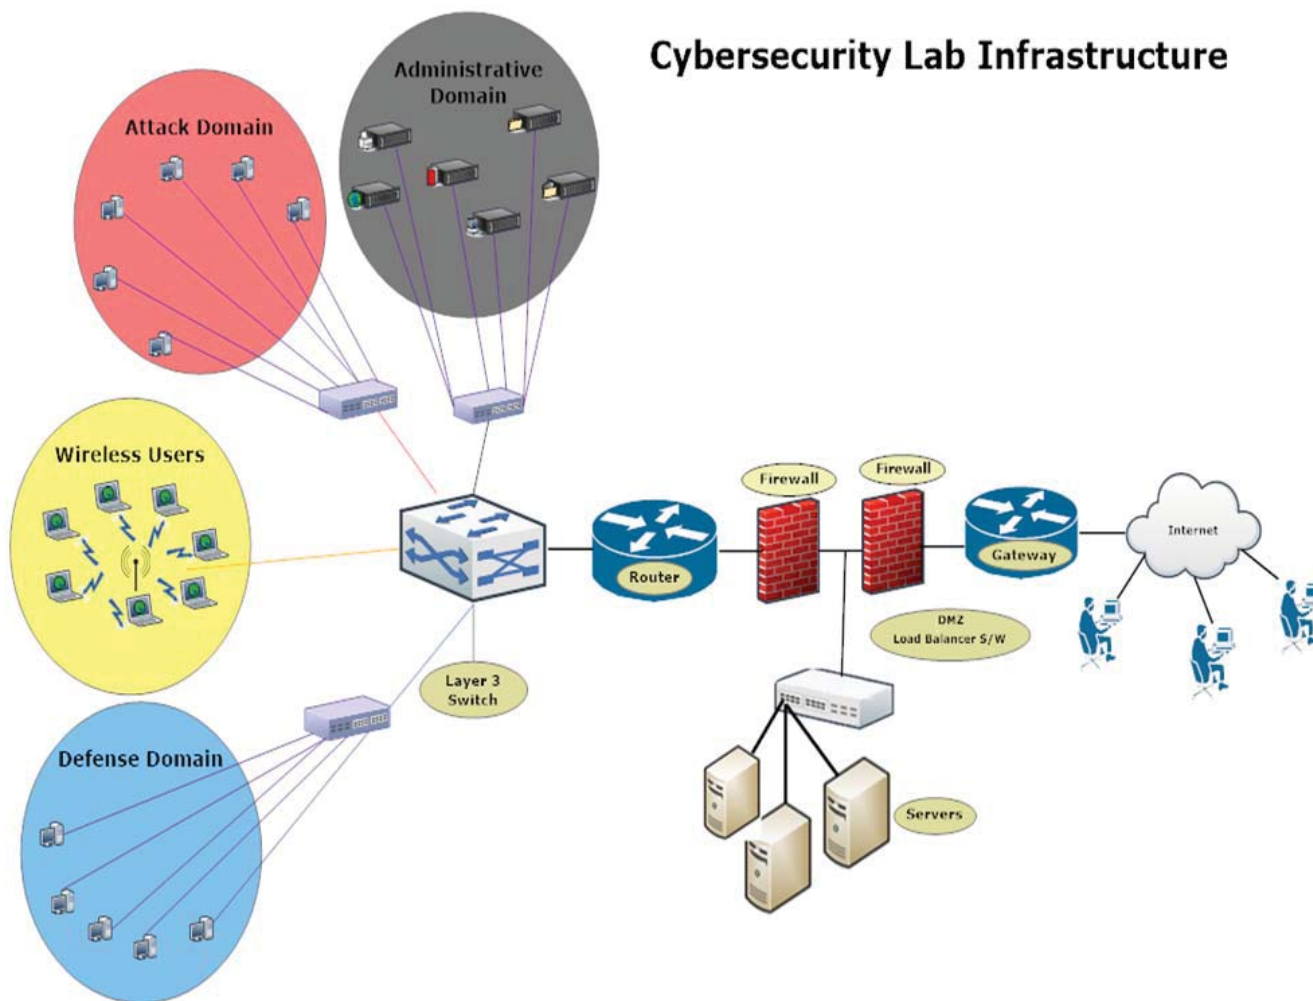 Cybersecurity Lab Infrastructure
Administrative
Domain
Attack Domain
Wireless Users
Firewall
Firewall
Internet
Gateway
Router
DMZ
Load Balancer S/W
Layer 3
Switch
Defense Domain
Servers